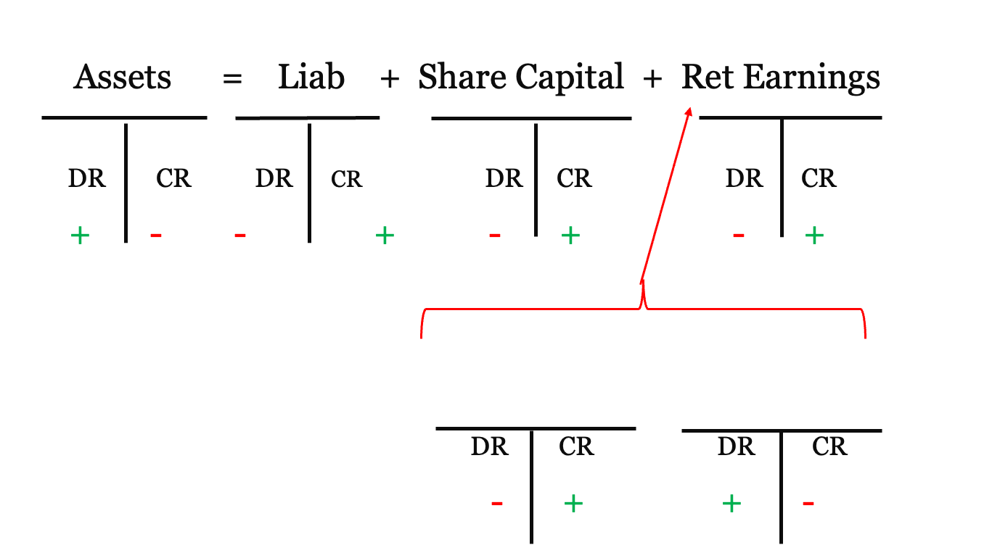 Assets = Liab + Share Capital + Ret Earnings
DR CR DR CR DR CR DR CR
+ - - + - + - +
DR CR DR CR
- + + -